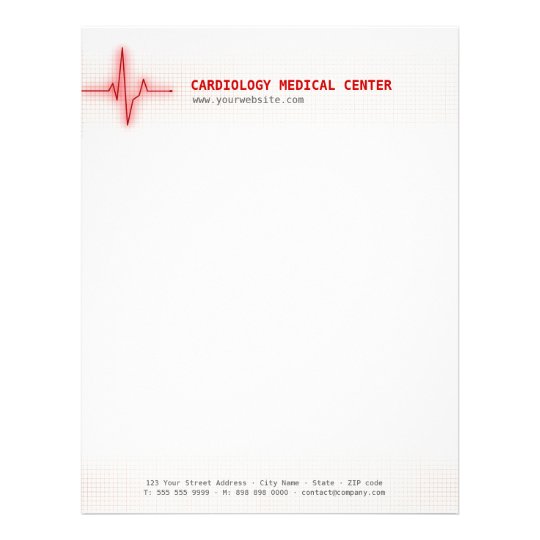 CARDIOLOGY MEDICAL CENTER
www.yourwebsite.com
123 Your Street Address · City Name · State · ZIP code
T: 555 555 9999 · M: 898 898 0000 · contact@company.com